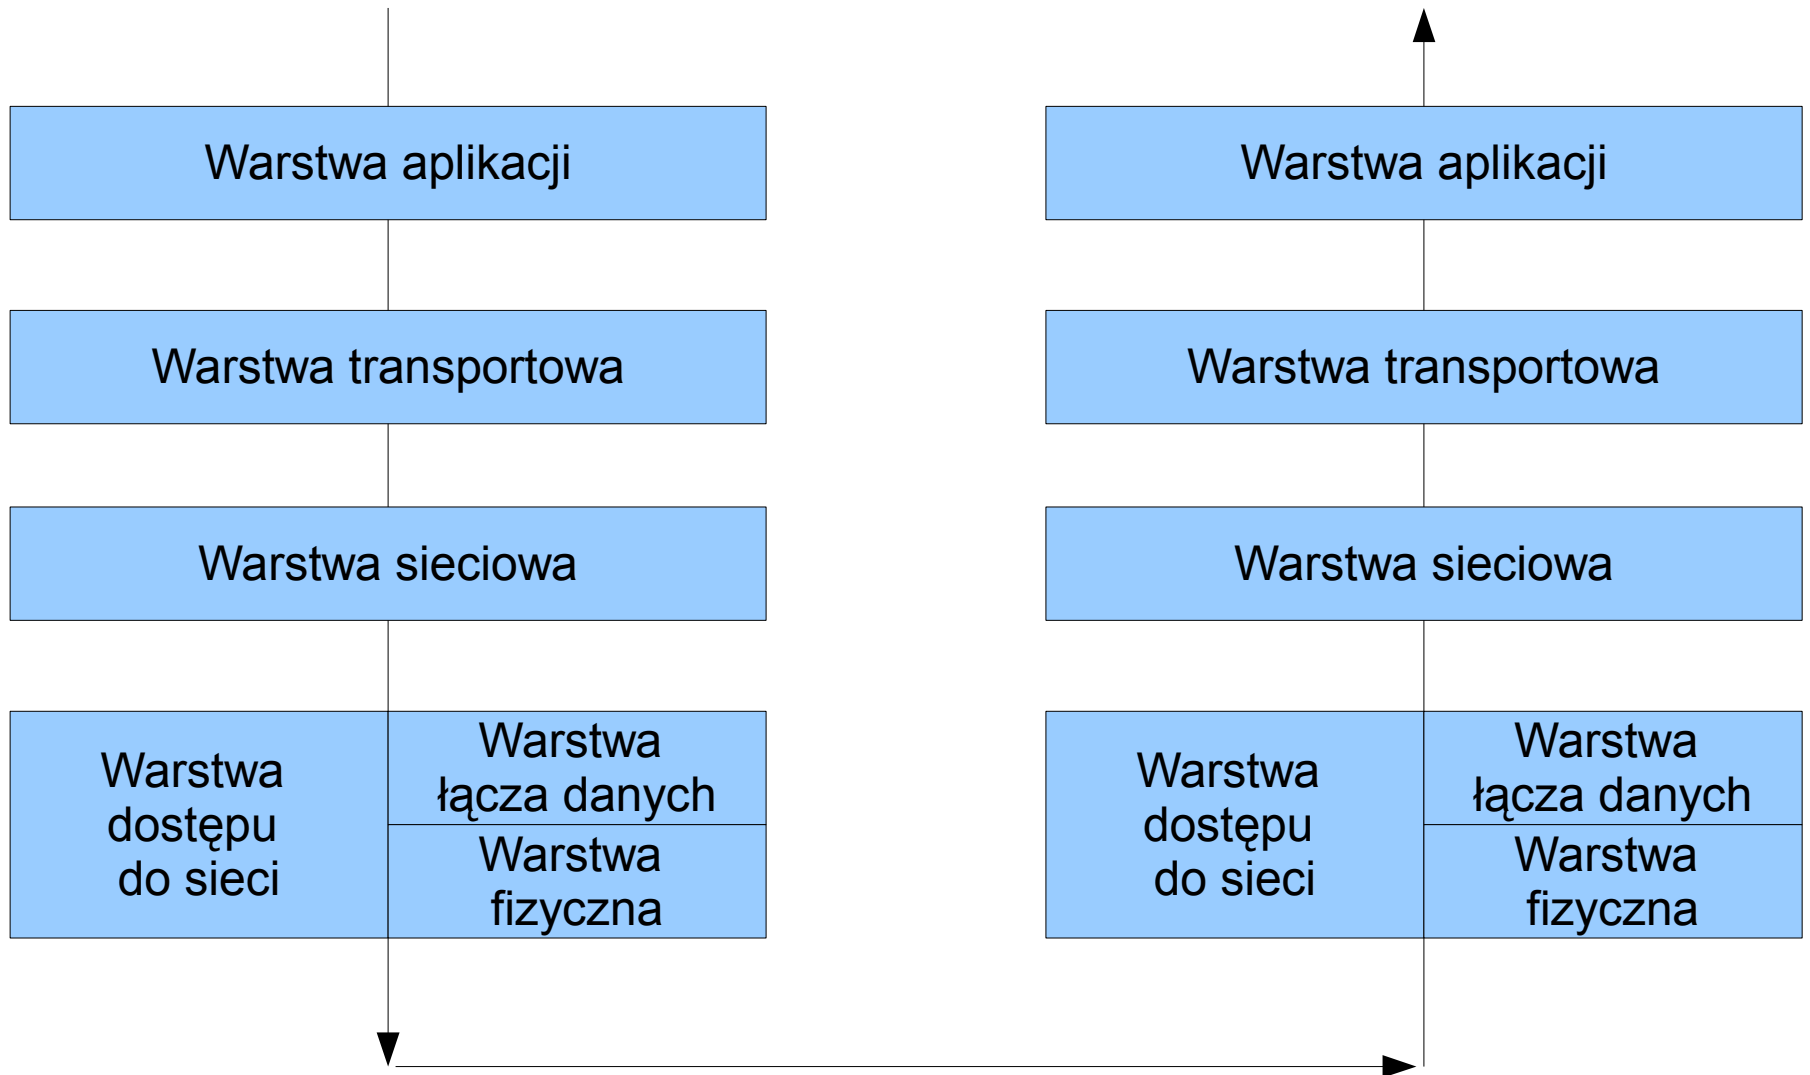 Warstwa aplikacji
Warstwa transportowa
Warstwa sieciowa
Warstwa
dostępu
do sieci
Warstwa
łącza danych
Warstwa
fizyczna
Warstwa aplikacji
Warstwa transportowa
Warstwa sieciowa
Warstwa
dostępu
do sieci
Warstwa
łącza danych
Warstwa
fizyczna